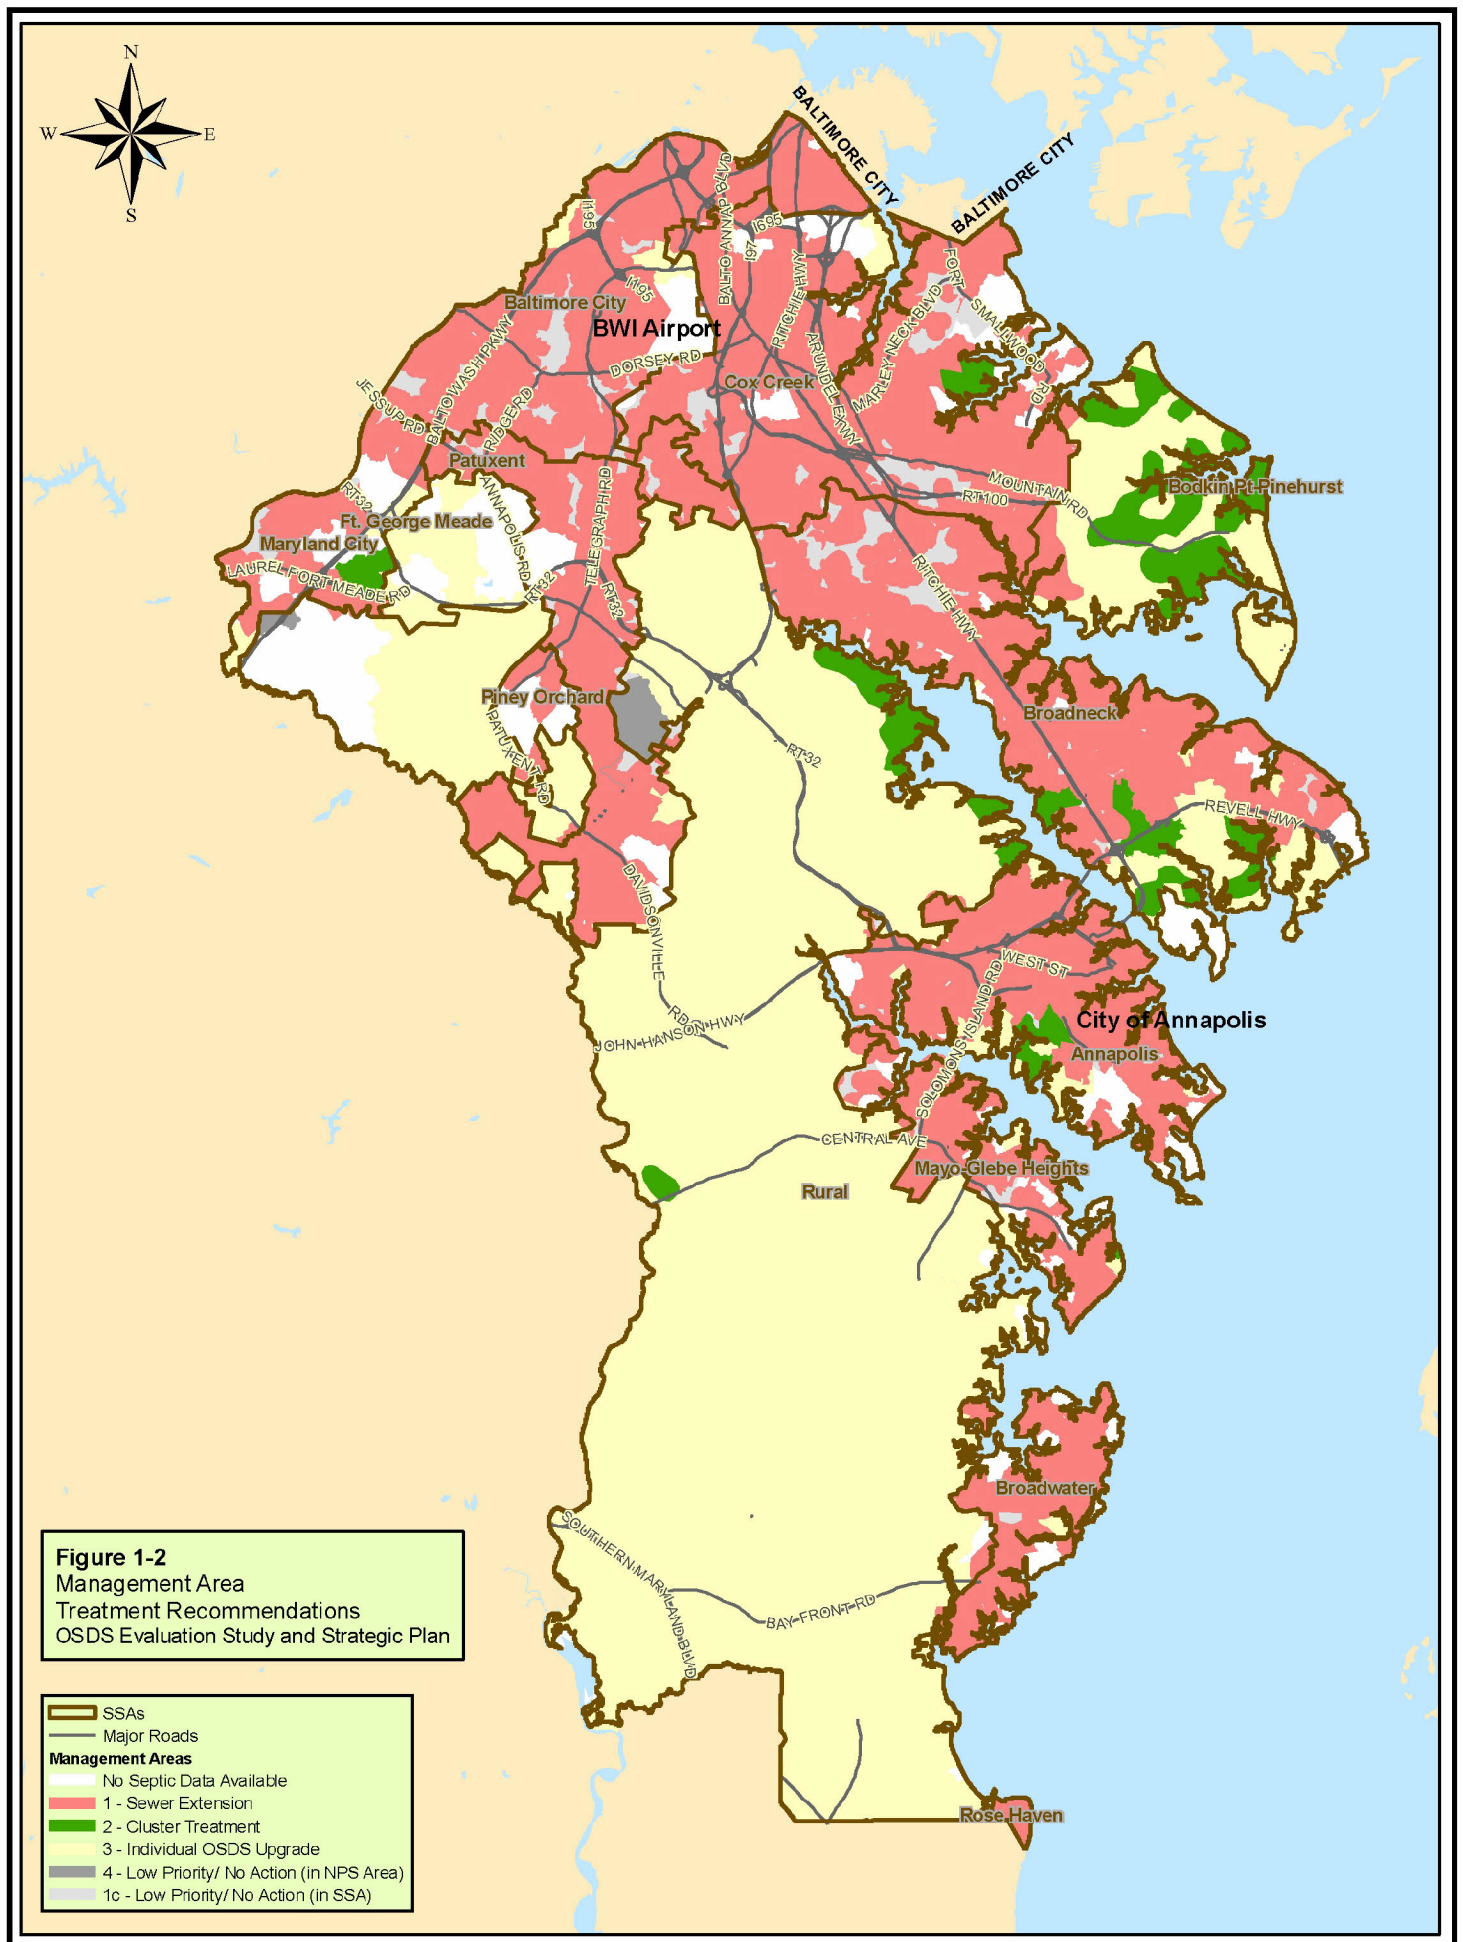 N
W
E
S
BALTIMORE CITY
BALTIMORE CITY
I195
BALTO ANNAP BLVD
I695
I97
RITCHIE HWY
FORT SMALLWOOD RD
I195
Baltimore City
BWI Airport
MARLEY NECK BLVD
ARUNDEL EXWY
BALTO WASH PKWY
DORSEY RD
Cox Creek
JESSUP RD
RIDGE RD
Patuxent
TELEGRAPH RD
ANNAPOLIS RD
MOUNTAIN RD
RT100
Bodkin Pt-Pinehurst
RT32
Ft. George Meade
Maryland City
LAUREL FORT MEADE RD
RT32
RT32
RITCHIE HWY
Piney Orchard
PATUXENT RD
Broadneck
RT32
REVELL HWY
DAVIDSONVILLE RD
WEST ST
SOLOMONS ISLAND RD
JOHN HANSON HWY
City of Annapolis
Annapolis
CENTRAL AVE
Mayo-Glebe Heights
Rural
Broadwater
SOUTHERN MARYLAND BLVD
BAY FRONT RD
Rose Haven
Figure 1-2
Management Area
Treatment Recommendations
OSDS Evaluation Study and Strategic Plan
SSAs
Major Roads
Management Areas
No Septic Data Available
1 - Sewer Extension
2 - Cluster Treatment
3 - Individual OSDS Upgrade
4 - Low Priority/ No Action (in NPS Area)
1c - Low Priority/ No Action (in SSA)